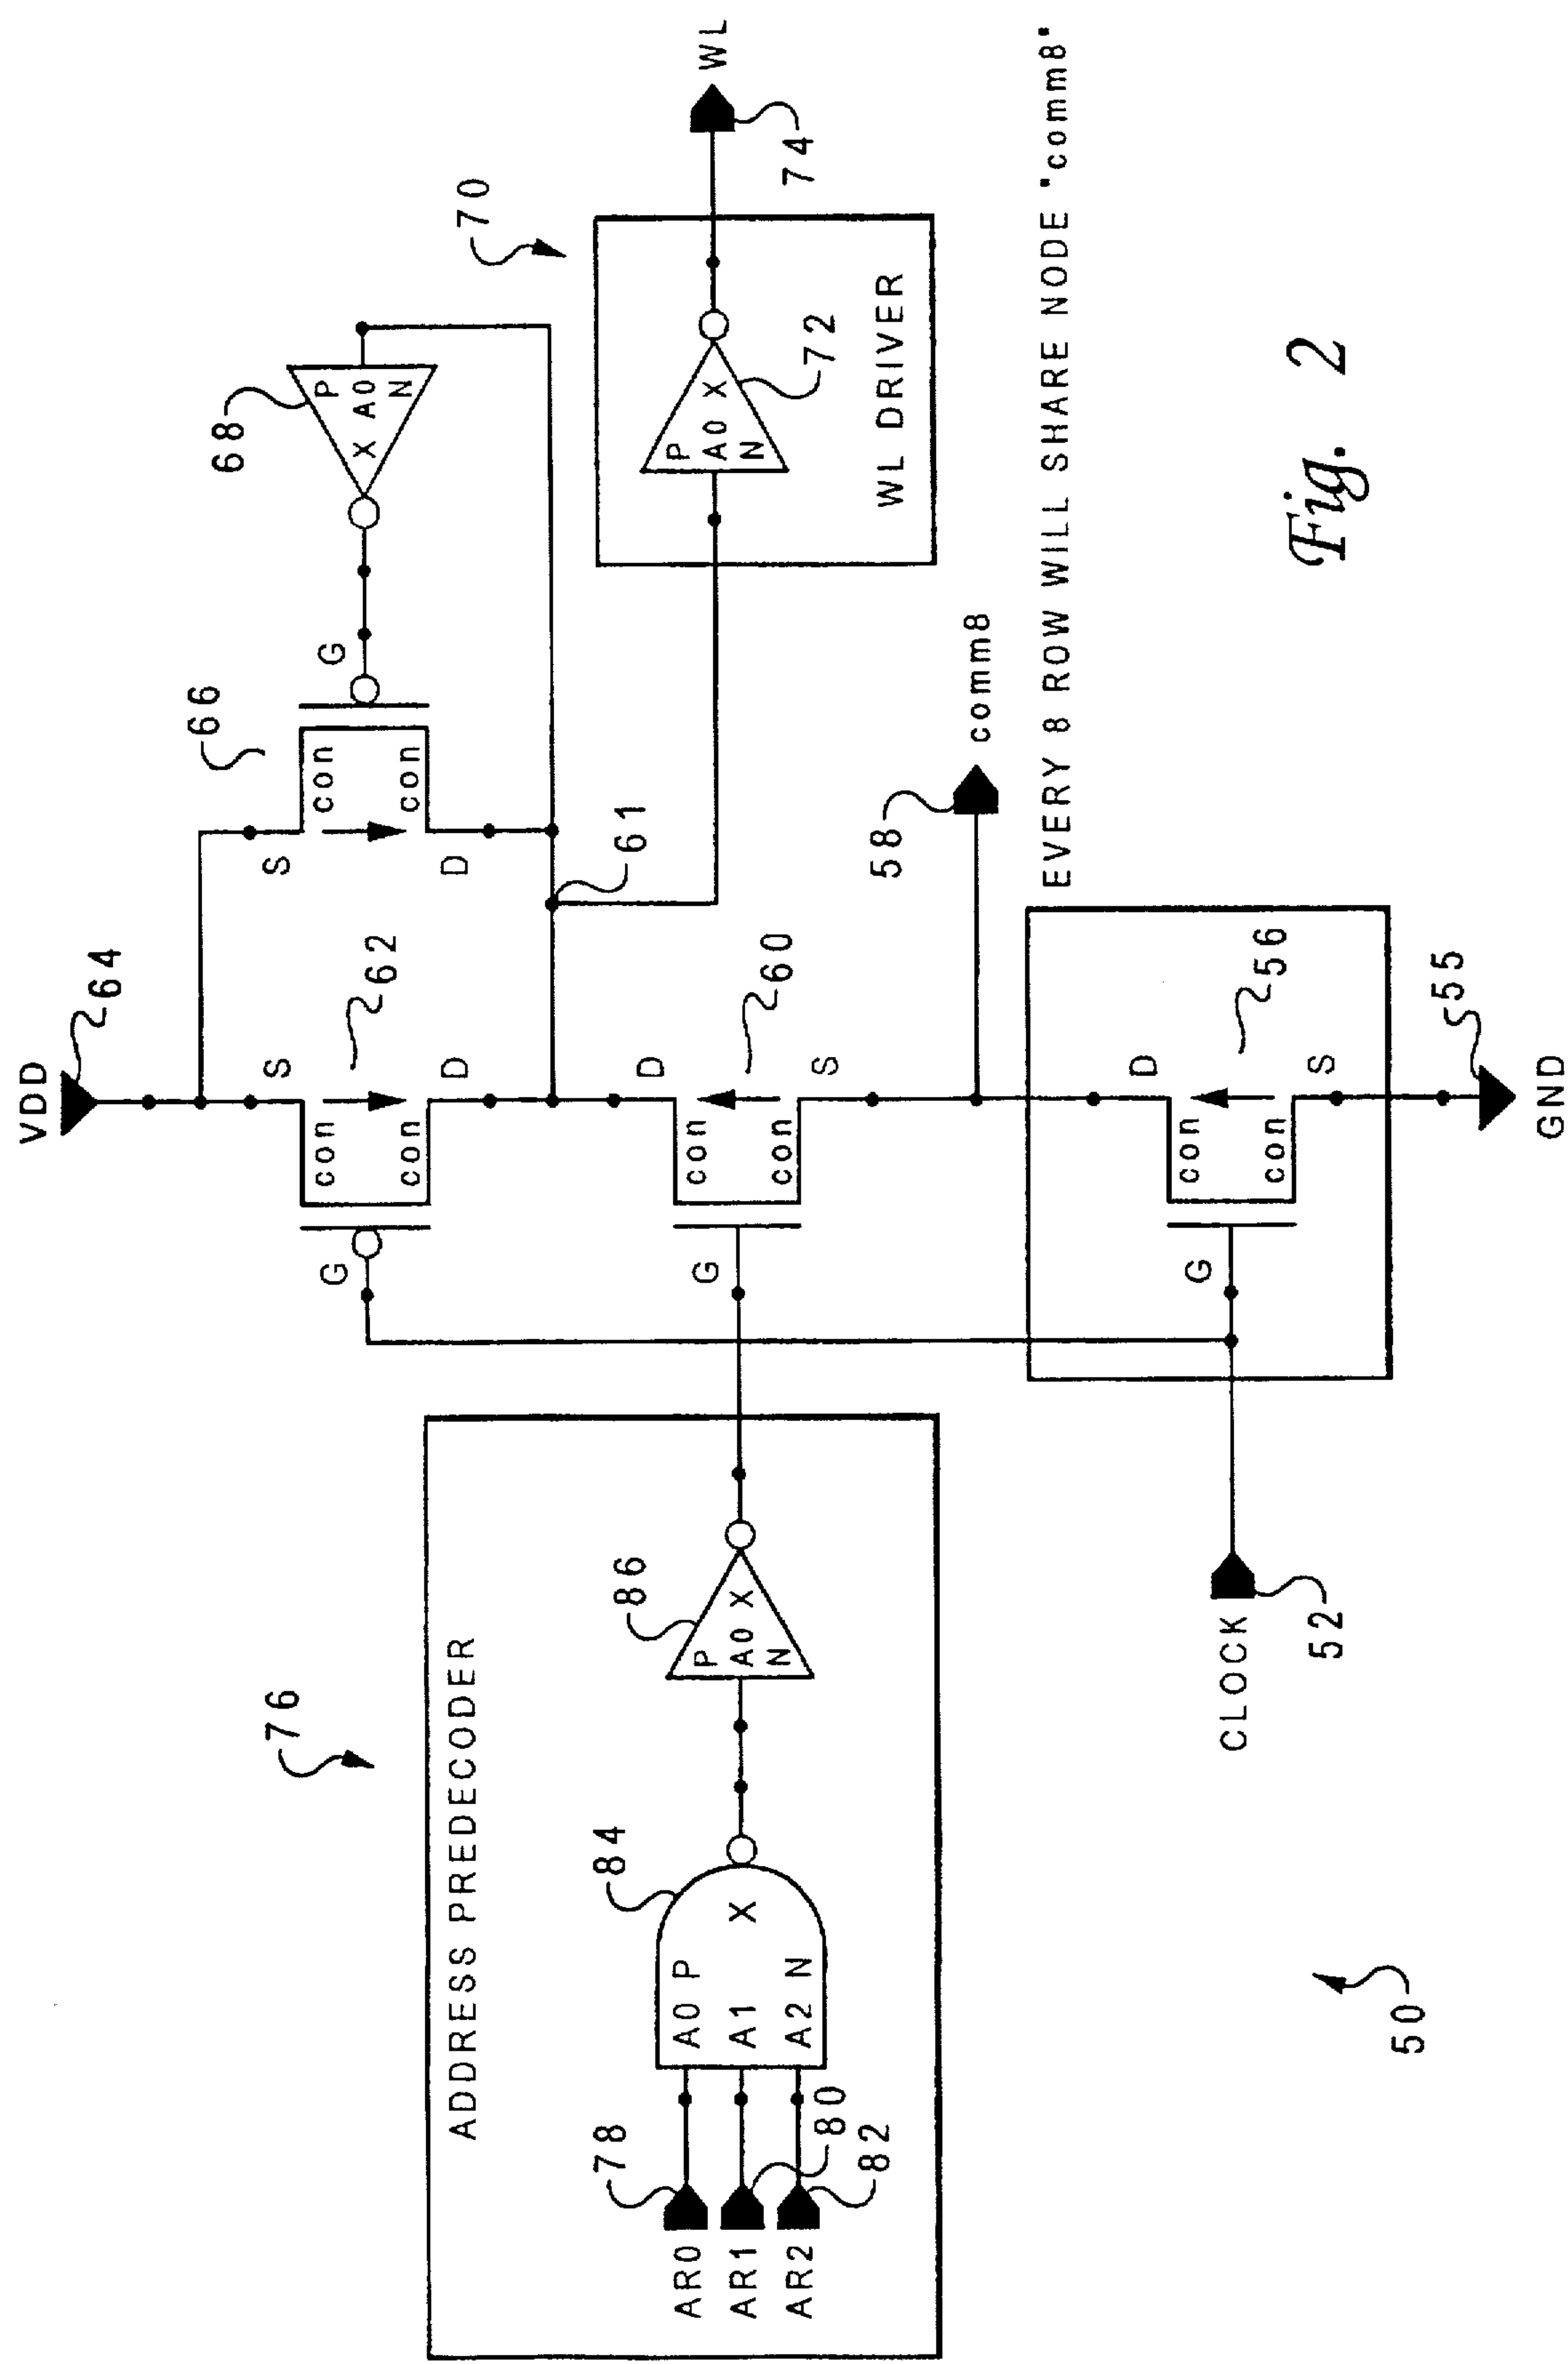 VDD
64
S
con
62
con
D
G
S
con
66
con
D
G
68
P
X A0
N
61
70
P
A0 X
N
72
WL DRIVER
WL
74
76
ADDRESS PREDECODER
AR0
AR1
AR2
78
80
82
A0 P
A1 X
A2 N
84
P
A0 X
N
86
G
D
con
60
con
S
58
comm8
EVERY 8 ROW WILL SHARE NODE "comm8"
CLOCK
52
G
D
con
56
con
S
55
GND
50
Fig. 2